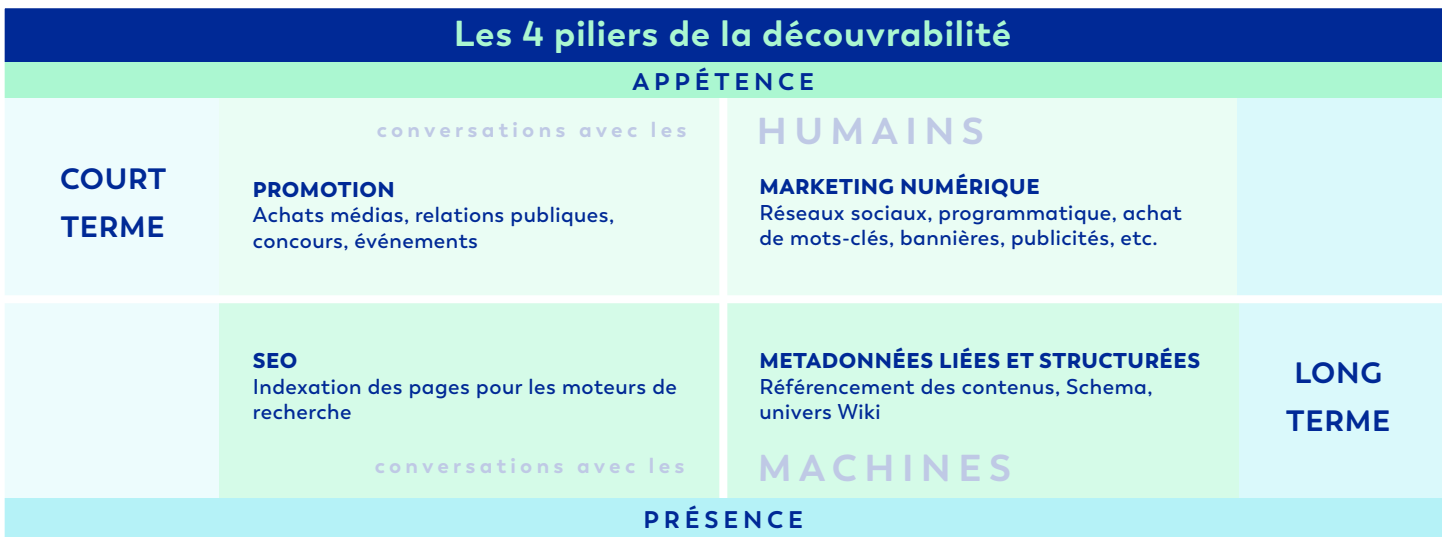 Les 4 piliers de la découvrabilité
APPÉTENCE
conversations avec les HUMAINS
COURT
TERME
PROMOTION
Achats médias, relations publiques,
concours, événements
MARKETING NUMÉRIQUE
Réseaux sociaux, programmatique, achat
de mots-clés, bannières, publicités, etc.
SEO
Indexation des pages pour les moteurs de
recherche
METADONNÉES LIÉES ET STRUCTURÉES
Référencement des contenus, Schema,
univers Wiki
LONG
TERME
conversations avec les MACHINES
PRÉSENCE